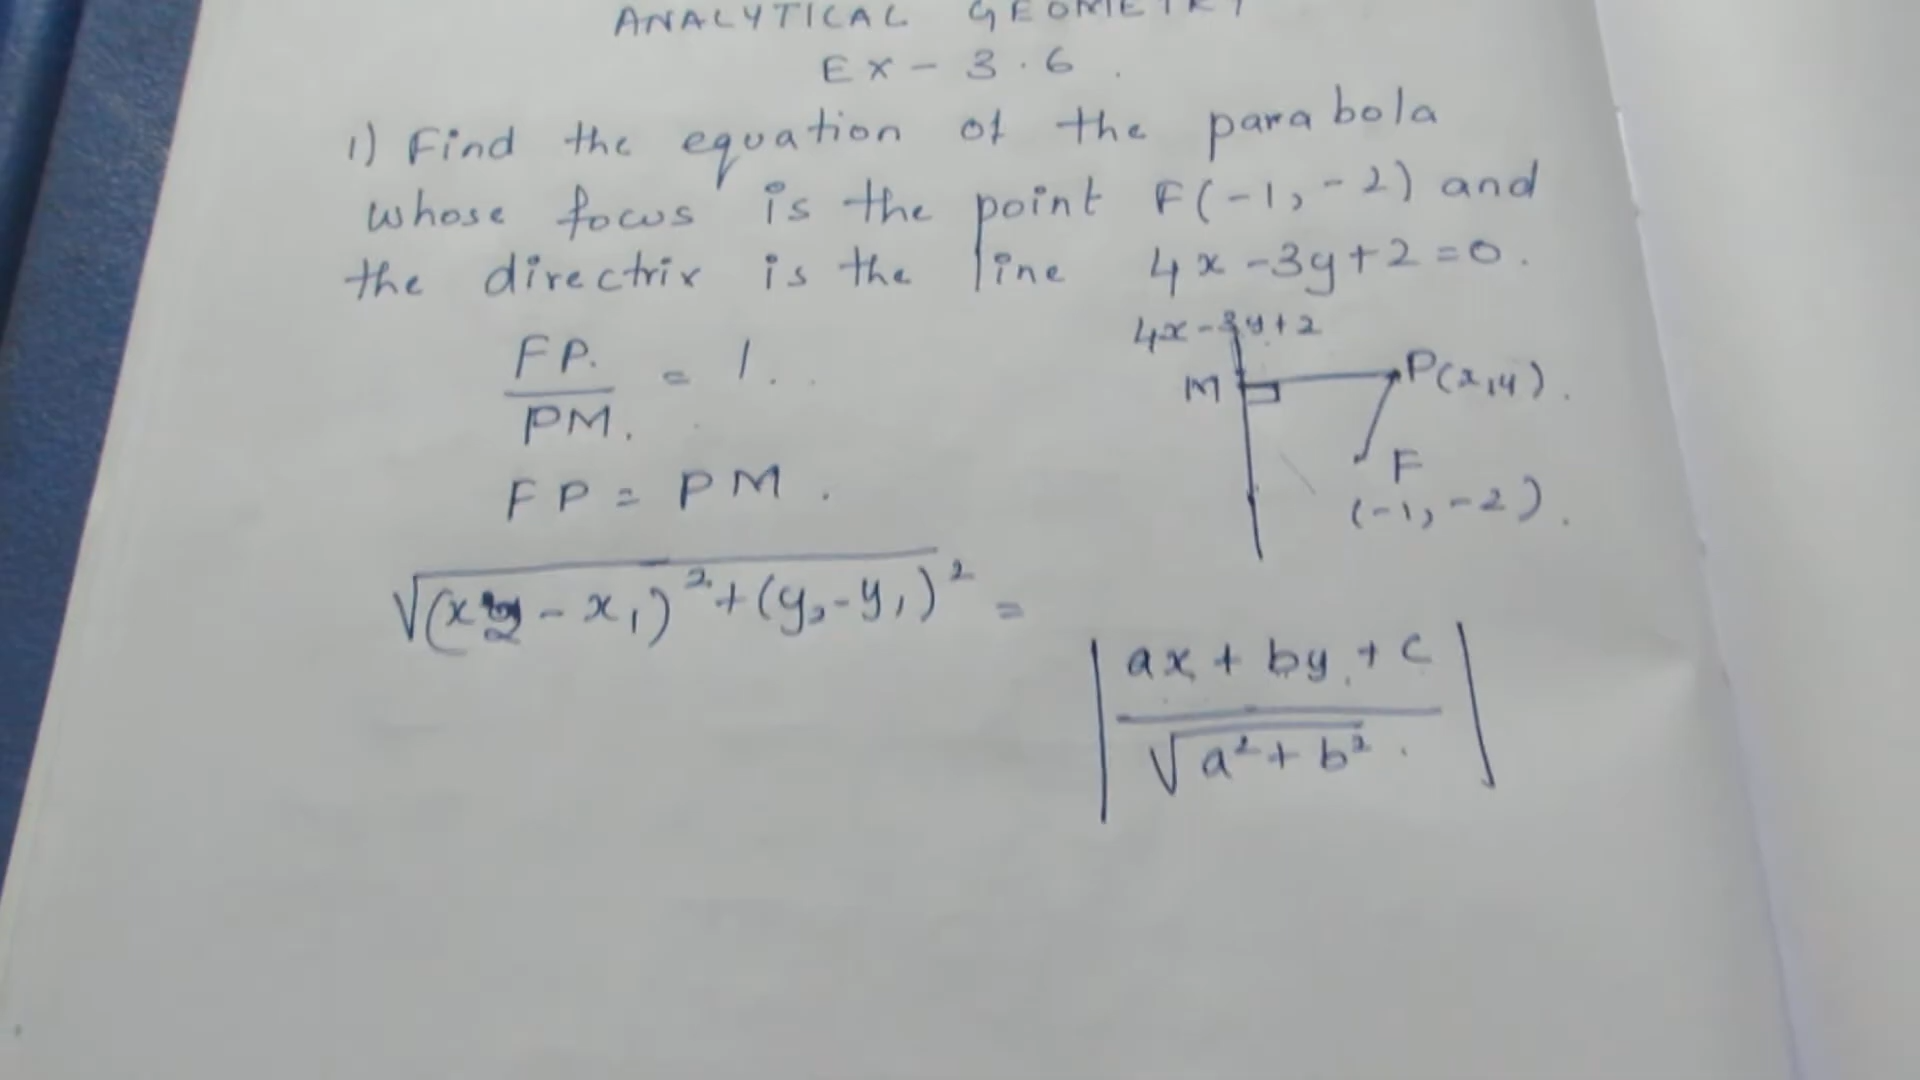 ANALYTICAL GEOMETRY
EX - 3.6.
1) Find the equation of the parabola
whose focus is the point F(-1, -2) and
the directrix is the line 4x -3y+2 =0.
4x-3y+2
FP. = 1.
PM.
M
P(x,y).
F
(-1, -2).
FP = PM.
√(x2 - x1)²+(y2-y1)² =
|ax + by + c|
√a²+b².